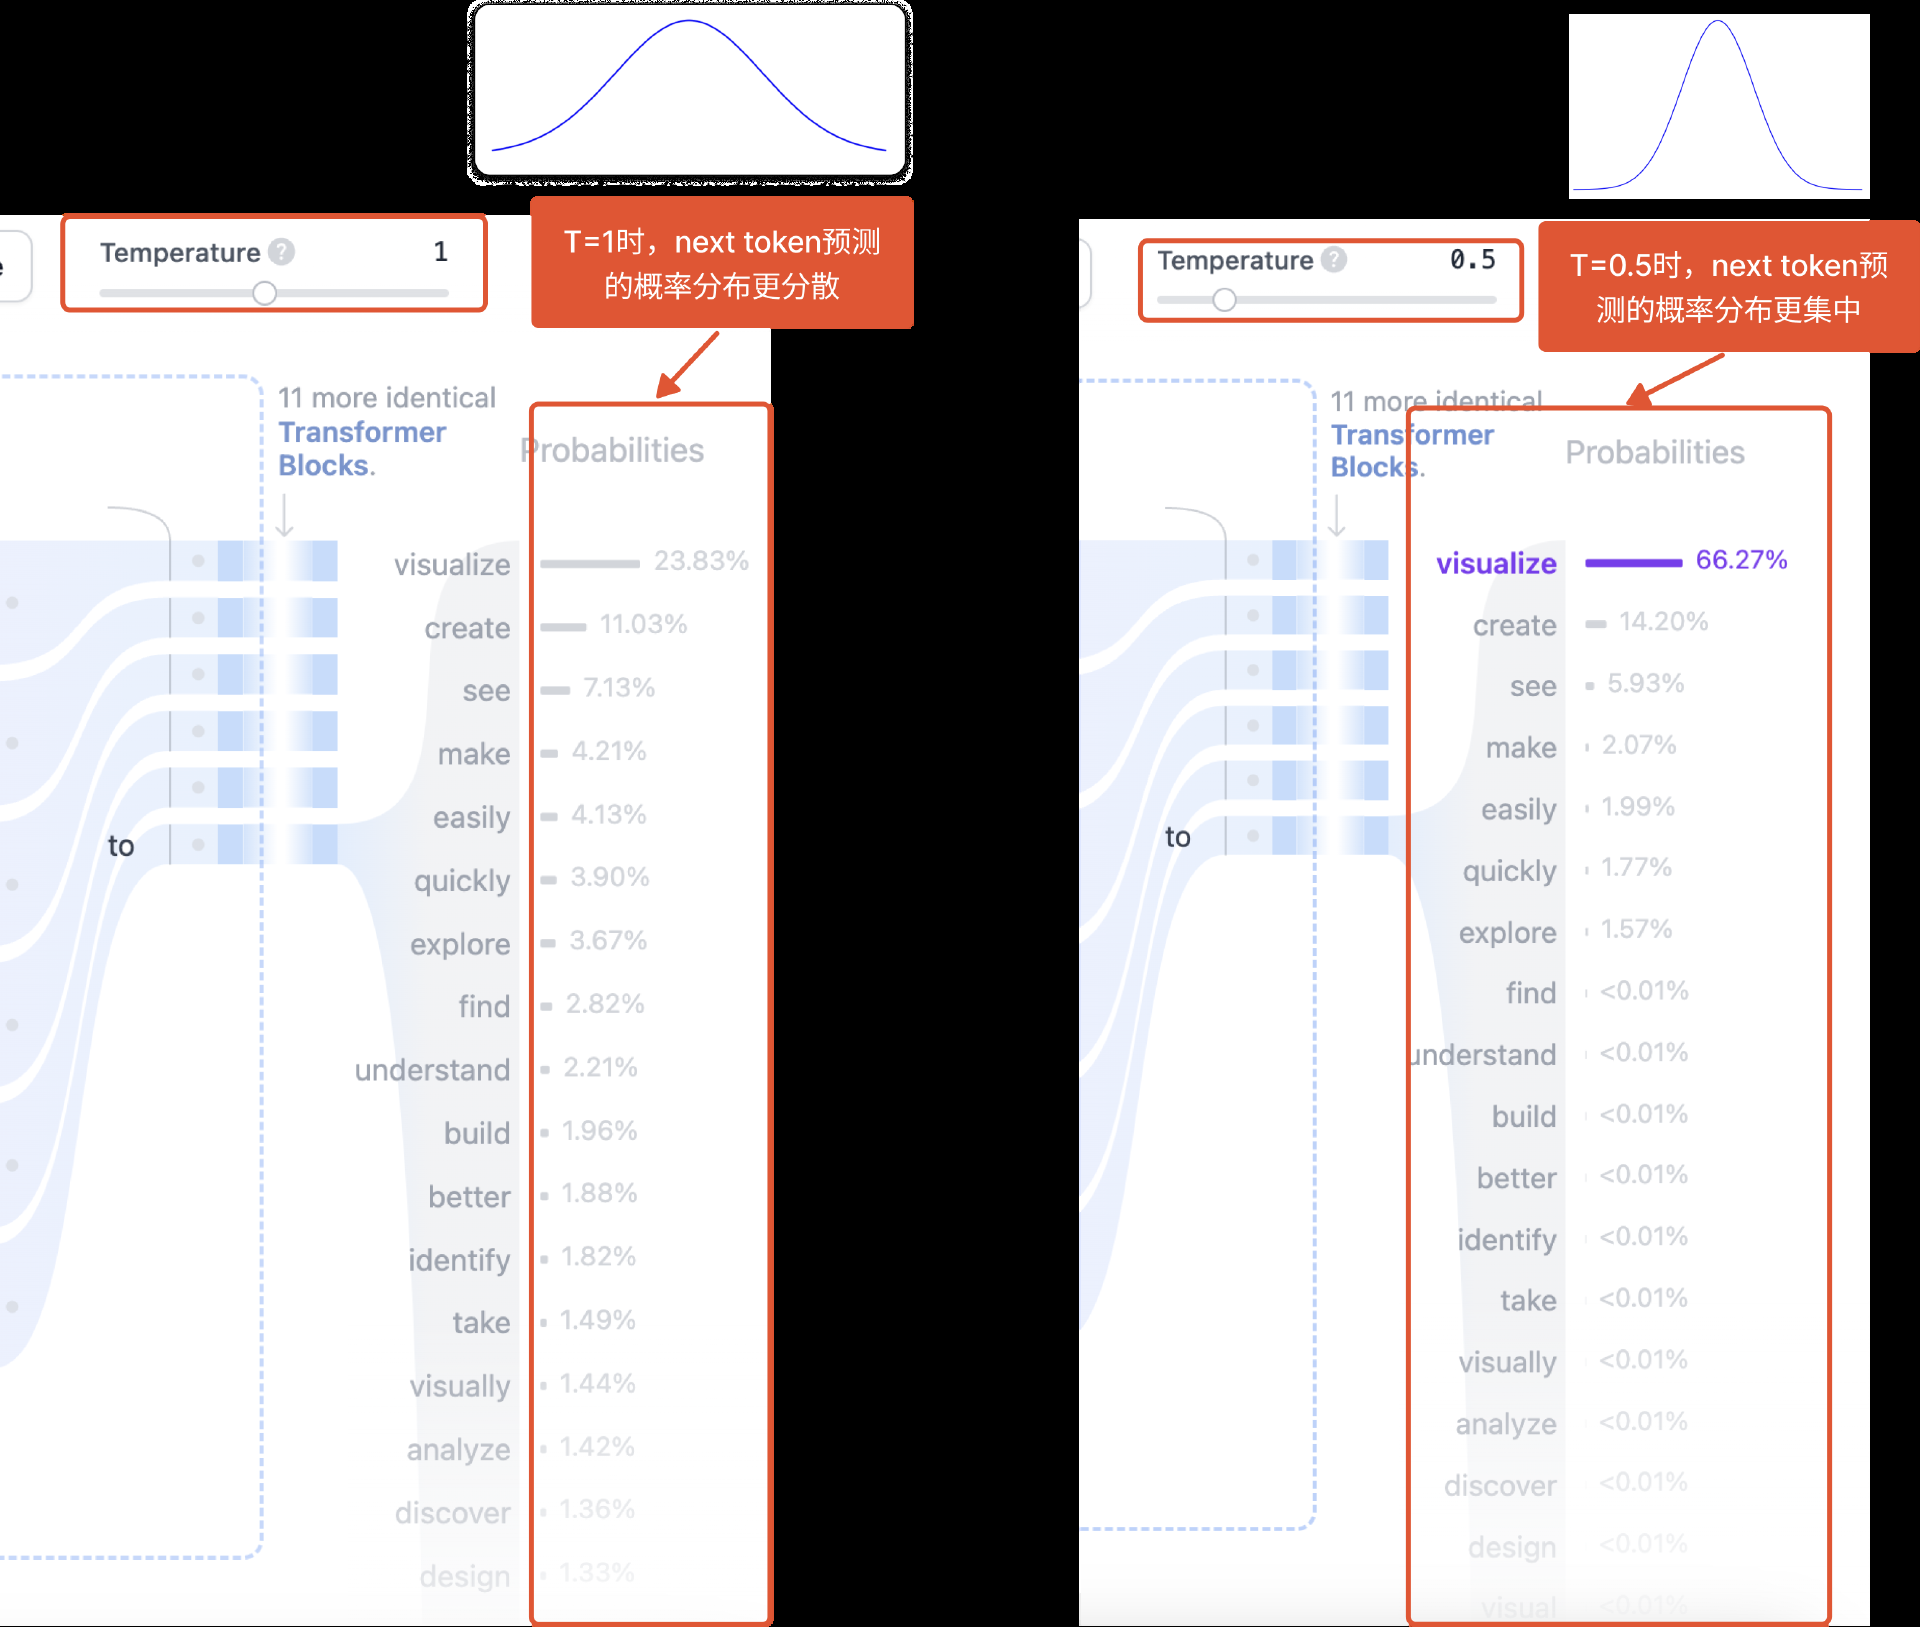 Temperature ? 1
T=1时，next token预测
的概率分布更分散
11 more identical
Transformer
Blocks.
Probabilities
visualize 23.83%
create 11.03%
see 7.13%
make 4.21%
easily 4.13%
quickly 3.90%
explore 3.67%
find 2.82%
understand 2.21%
build 1.96%
better 1.88%
identify 1.82%
take 1.49%
visually 1.44%
analyze 1.42%
discover 1.36%
design 1.33%
to
Temperature ? 0.5
T=0.5时，next token预
测的概率分布更集中
11 more identical
Transformer
Blocks.
Probabilities
visualize 66.27%
create 14.20%
see 5.93%
make 2.07%
easily 1.99%
quickly 1.77%
explore 1.57%
find <0.01%
understand <0.01%
build <0.01%
better <0.01%
identify <0.01%
take <0.01%
visually <0.01%
analyze <0.01%
discover <0.01%
design <0.01%
visual <0.01%
to